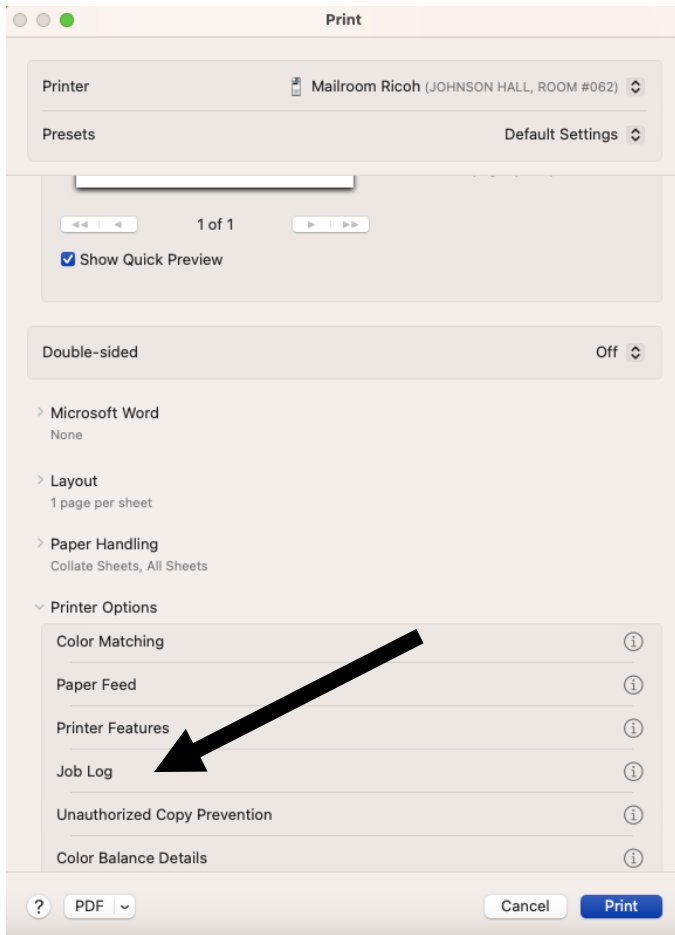 Print
Printer Mailroom Ricoh (JOHNSON HALL, ROOM #062)
Presets Default Settings
1 of 1
Show Quick Preview
Double-sided Off
Microsoft Word
None
Layout
1 page per sheet
Paper Handling
Collate Sheets, All Sheets
Printer Options
Color Matching
Paper Feed
Printer Features
Job Log
Unauthorized Copy Prevention
Color Balance Details
? PDF Cancel Print